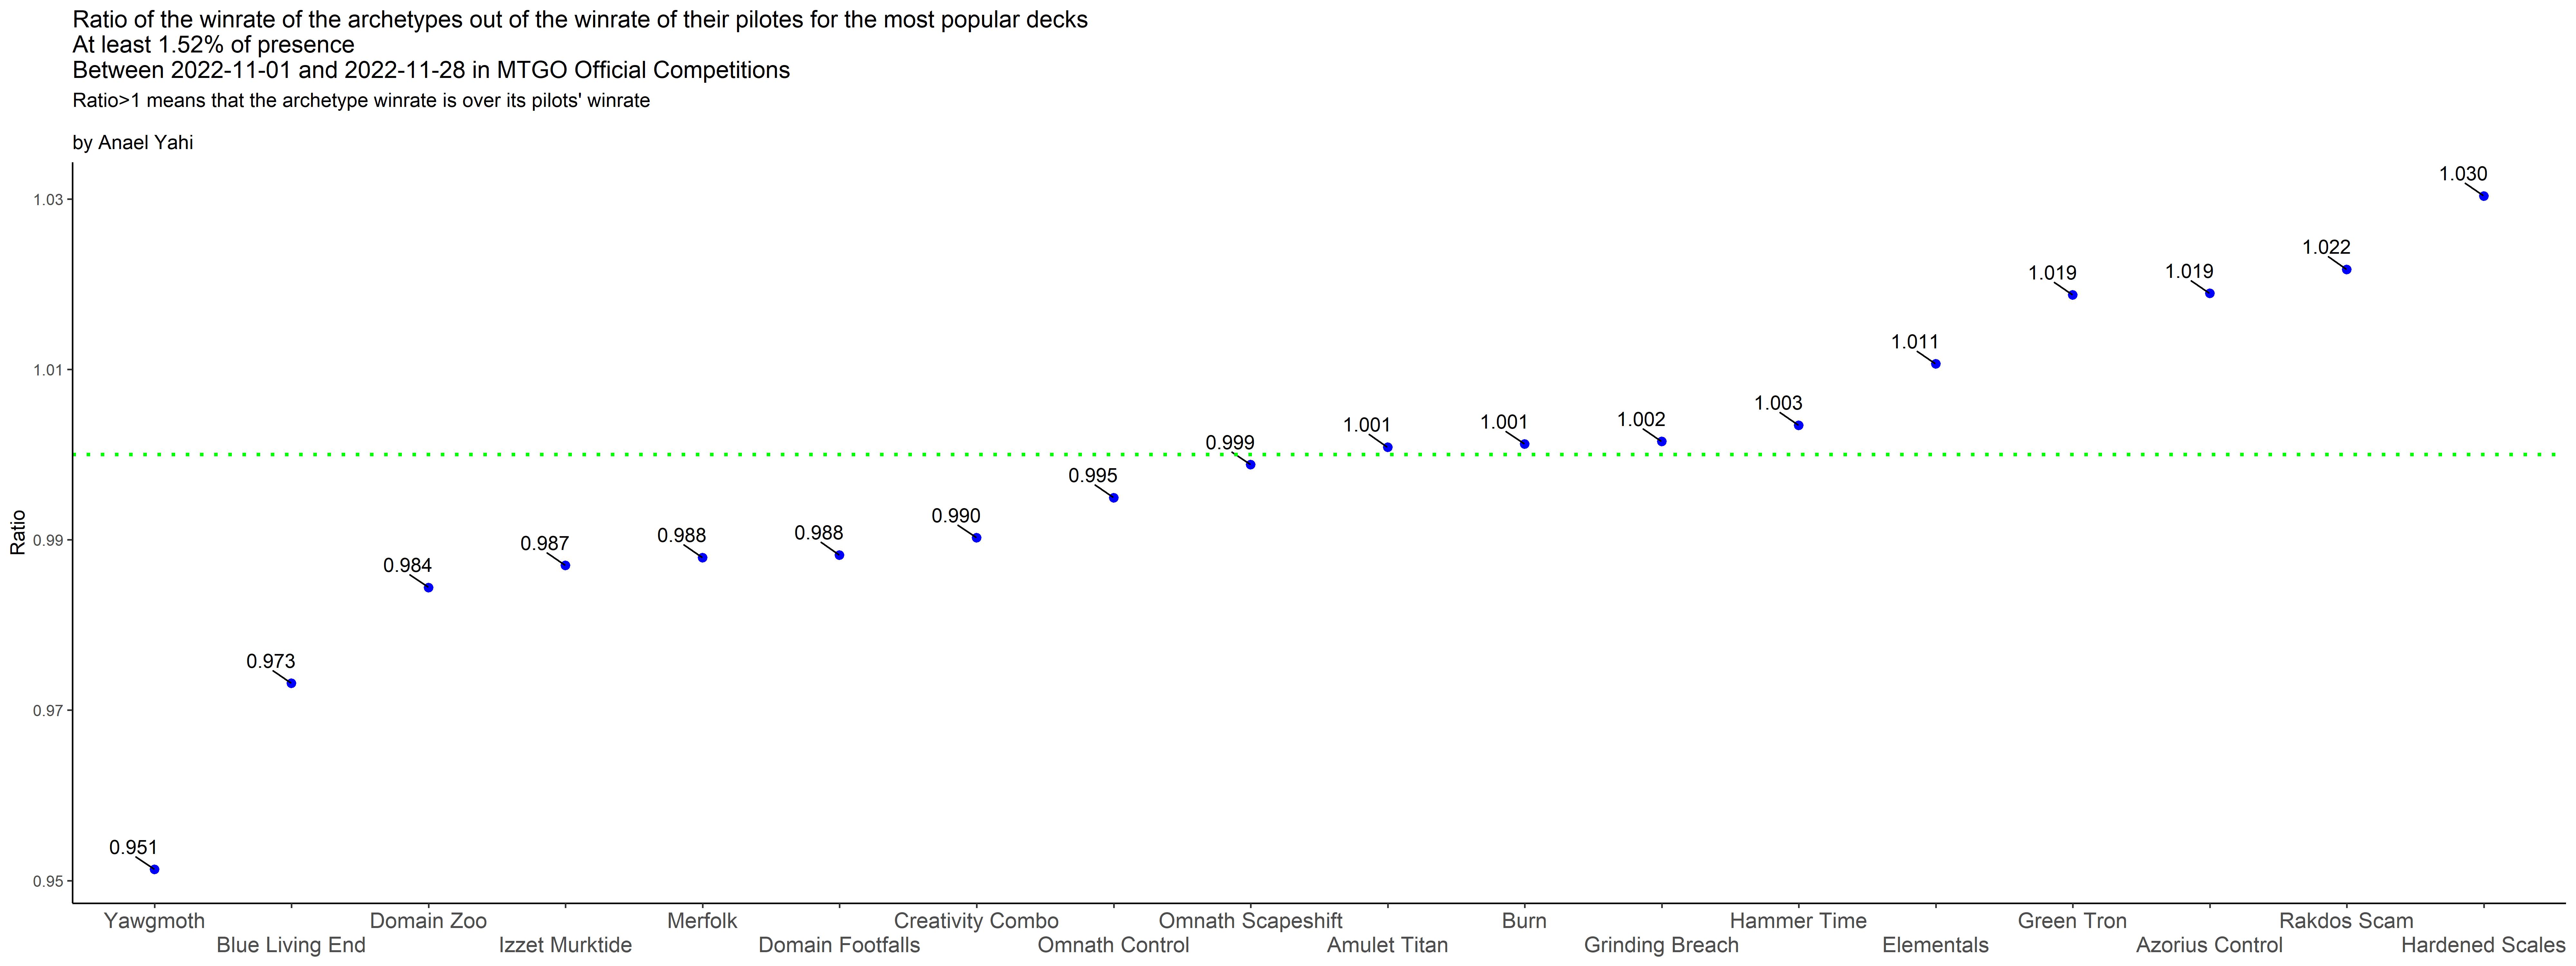 Ratio of the winrate of the archetypes out of the winrate of their pilotes for the most popular decks
At least 1.52% of presence
Between 2022-11-01 and 2022-11-28 in MTGO Official Competitions
Ratio>1 means that the archetype winrate is over its pilots' winrate
by Anael Yahi
Ratio
1.03
1.01
0.99
0.97
0.95
0.951
0.973
0.984
0.987
0.988
0.988
0.990
0.995
0.999
1.001
1.001
1.002
1.003
1.011
1.019
1.019
1.022
1.030
Yawgmoth
Blue Living End
Domain Zoo
Izzet Murktide
Merfolk
Domain Footfalls
Creativity Combo
Omnath Control
Omnath Scapeshift
Amulet Titan
Burn
Grinding Breach
Hammer Time
Elementals
Green Tron
Azorius Control
Rakdos Scam
Hardened Scales